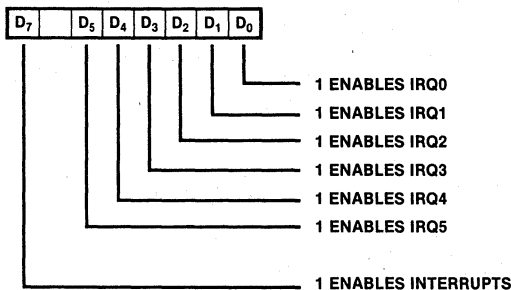 D7 D5 D4 D3 D2 D1 D0
1 ENABLES IRQ0
1 ENABLES IRQ1
1 ENABLES IRQ2
1 ENABLES IRQ3
1 ENABLES IRQ4
1 ENABLES IRQ5
1 ENABLES INTERRUPTS